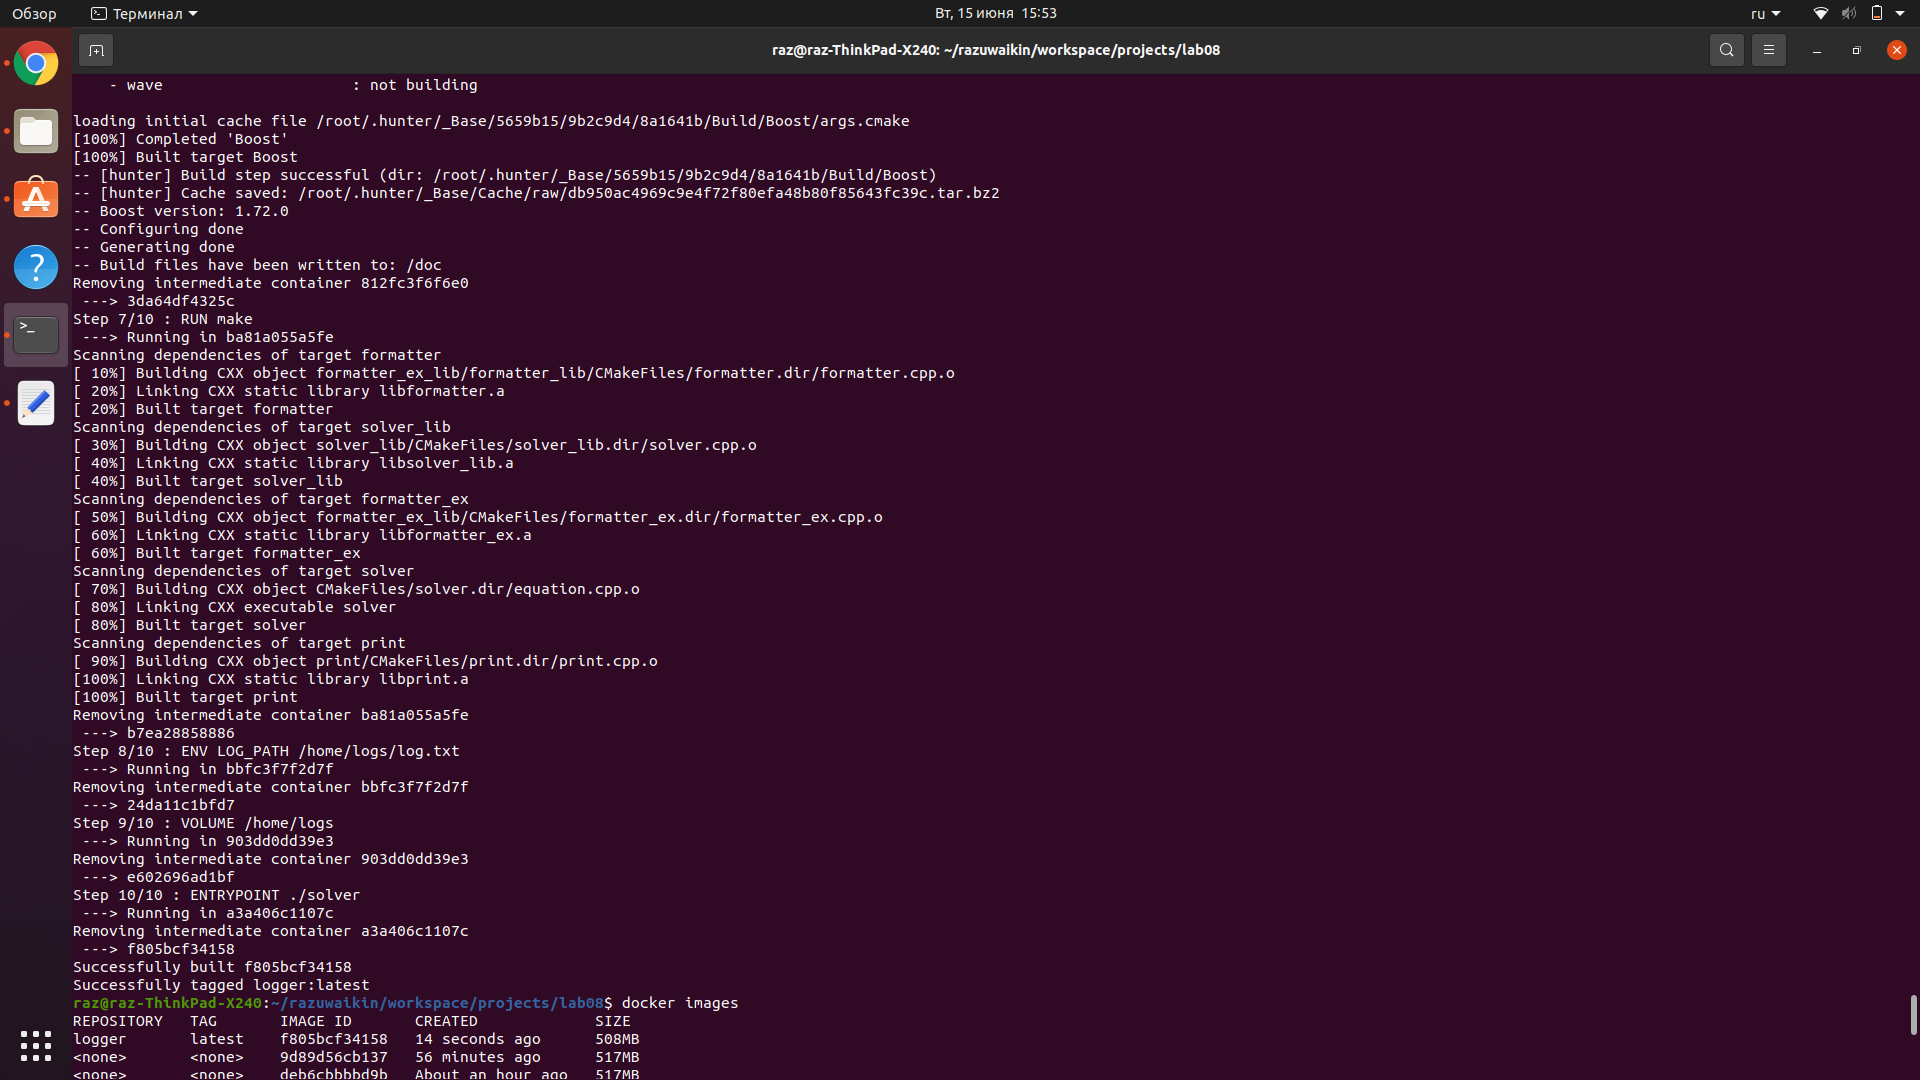 Обзор
Терминал
Вт, 15 июня 15:53
ru
raz@raz-ThinkPad-X240: ~/razuwaikin/workspace/projects/lab08
    - wave                     : not building
loading initial cache file /root/.hunter/_Base/5659b15/9b2c9d4/8a1641b/Build/Boost/args.cmake
[100%] Completed 'Boost'
[100%] Built target Boost
-- [hunter] Build step successful (dir: /root/.hunter/_Base/5659b15/9b2c9d4/8a1641b/Build/Boost)
-- [hunter] Cache saved: /root/.hunter/_Base/Cache/raw/db950ac4969c9e4f72f80efa48b80f85643fc39c.tar.bz2
-- Boost version: 1.72.0
-- Configuring done
-- Generating done
-- Build files have been written to: /doc
Removing intermediate container 812fc3f6f6e0
 ---> 3da64df4325c
Step 7/10 : RUN make
 ---> Running in ba81a055a5fe
Scanning dependencies of target formatter
[ 10%] Building CXX object formatter_ex_lib/formatter_lib/CMakeFiles/formatter.dir/formatter.cpp.o
[ 20%] Linking CXX static library libformatter.a
[ 20%] Built target formatter
Scanning dependencies of target solver_lib
[ 30%] Building CXX object solver_lib/CMakeFiles/solver_lib.dir/solver.cpp.o
[ 40%] Linking CXX static library libsolver_lib.a
[ 40%] Built target solver_lib
Scanning dependencies of target formatter_ex
[ 50%] Building CXX object formatter_ex_lib/CMakeFiles/formatter_ex.dir/formatter_ex.cpp.o
[ 60%] Linking CXX static library libformatter_ex.a
[ 60%] Built target formatter_ex
Scanning dependencies of target solver
[ 70%] Building CXX object CMakeFiles/solver.dir/equation.cpp.o
[ 80%] Linking CXX executable solver
[ 80%] Built target solver
Scanning dependencies of target print
[ 90%] Building CXX object print/CMakeFiles/print.dir/print.cpp.o
[100%] Linking CXX static library libprint.a
[100%] Built target print
Removing intermediate container ba81a055a5fe
 ---> b7ea28858886
Step 8/10 : ENV LOG_PATH /home/logs/log.txt
 ---> Running in bbfc3f7f2d7f
Removing intermediate container bbfc3f7f2d7f
 ---> 24da11c1bfd7
Step 9/10 : VOLUME /home/logs
 ---> Running in 903dd0dd39e3
Removing intermediate container 903dd0dd39e3
 ---> e602696ad1bf
Step 10/10 : ENTRYPOINT ./solver
 ---> Running in a3a406c1107c
Removing intermediate container a3a406c1107c
 ---> f805bcf34158
Successfully built f805bcf34158
Successfully tagged logger:latest
raz@raz-ThinkPad-X240:~/razuwaikin/workspace/projects/lab08$ docker images
REPOSITORY   TAG       IMAGE ID       CREATED             SIZE
logger       latest    f805bcf34158   14 seconds ago      508MB
<none>       <none>    9d89d56cb137   56 minutes ago      517MB
<none>       <none>    deb6cbbbbd9b   About an hour ago   517MB